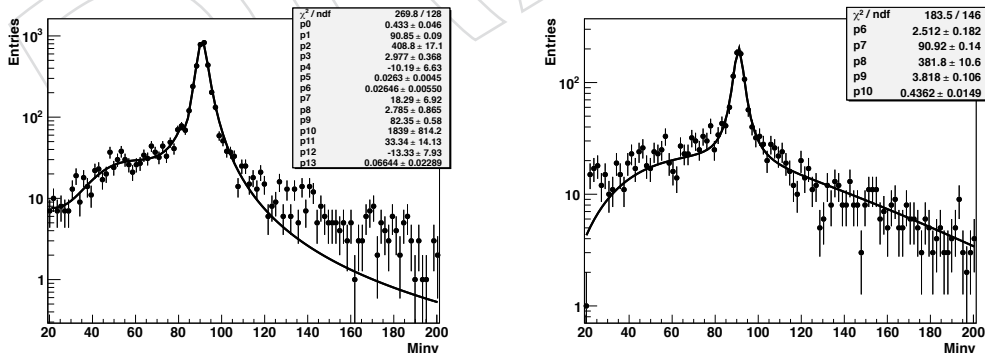 χ² / ndf 269.8 / 128
p0 0.433 ± 0.046
p1 90.85 ± 0.09
p2 408.8 ± 17.1
p3 2.977 ± 0.368
p4 -10.19 ± 6.63
p5 0.0263 ± 0.0045
p6 0.02646 ± 0.00550
p7 18.29 ± 6.92
p8 2.785 ± 0.865
p9 82.35 ± 0.58
p10 1839 ± 814.2
p11 33.34 ± 14.13
p12 -13.33 ± 7.93
p13 0.06644 ± 0.02289
Entries
10³
10²
10
1
20 40 60 80 100 120 140 160 180 200
Minv
χ² / ndf 183.5 / 146
p6 2.512 ± 0.182
p7 90.92 ± 0.14
p8 381.8 ± 10.6
p9 3.818 ± 0.106
p10 0.4362 ± 0.0149
Entries
10²
10
1
20 40 60 80 100 120 140 160 180 200
Minv